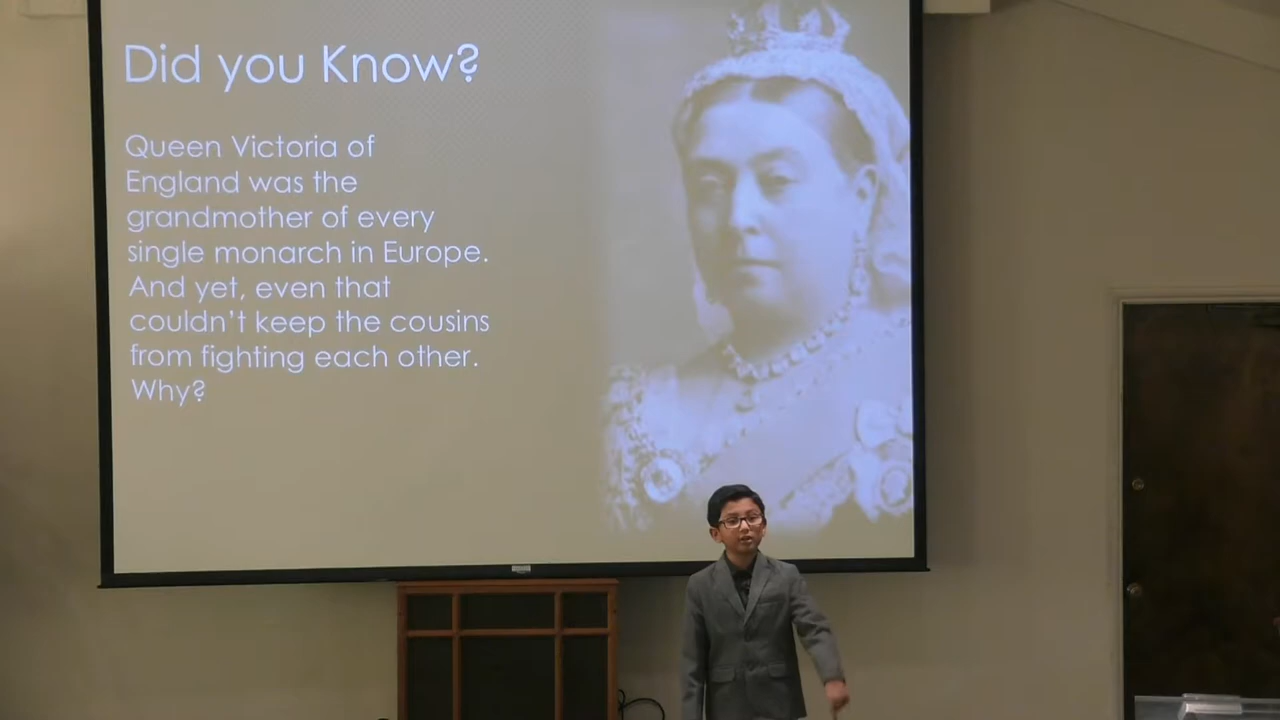 Did you Know?
Queen Victoria of
England was the
grandmother of every
single monarch in Europe.
And yet, even that
couldn't keep the cousins
from fighting each other.
Why?